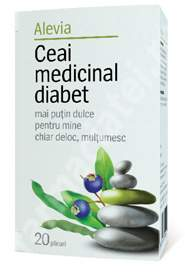 Alevia
Ceai
medicinal
diabet
mai puțin dulce
pentru mine
chiar deloc, mulțumesc
20 plicuri